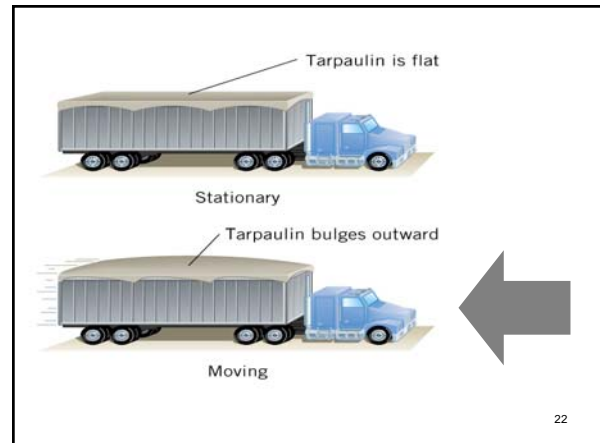 Tarpaulin is flat
Stationary
Tarpaulin bulges outward
Moving
22